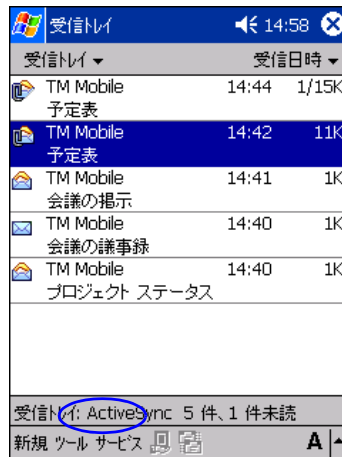 受信トレイ 14:58
受信トレイ 受信日時
TM Mobile 14:44 1/15K
予定表
TM Mobile 14:42 11K
予定表
TM Mobile 14:41 1K
会議の掲示
TM Mobile 14:40 1K
会議の議事録
TM Mobile 14:40 1K
プロジェクト ステータス
受信トレイ: ActiveSync 5 件、1 件未読
新規 ツール サービス A